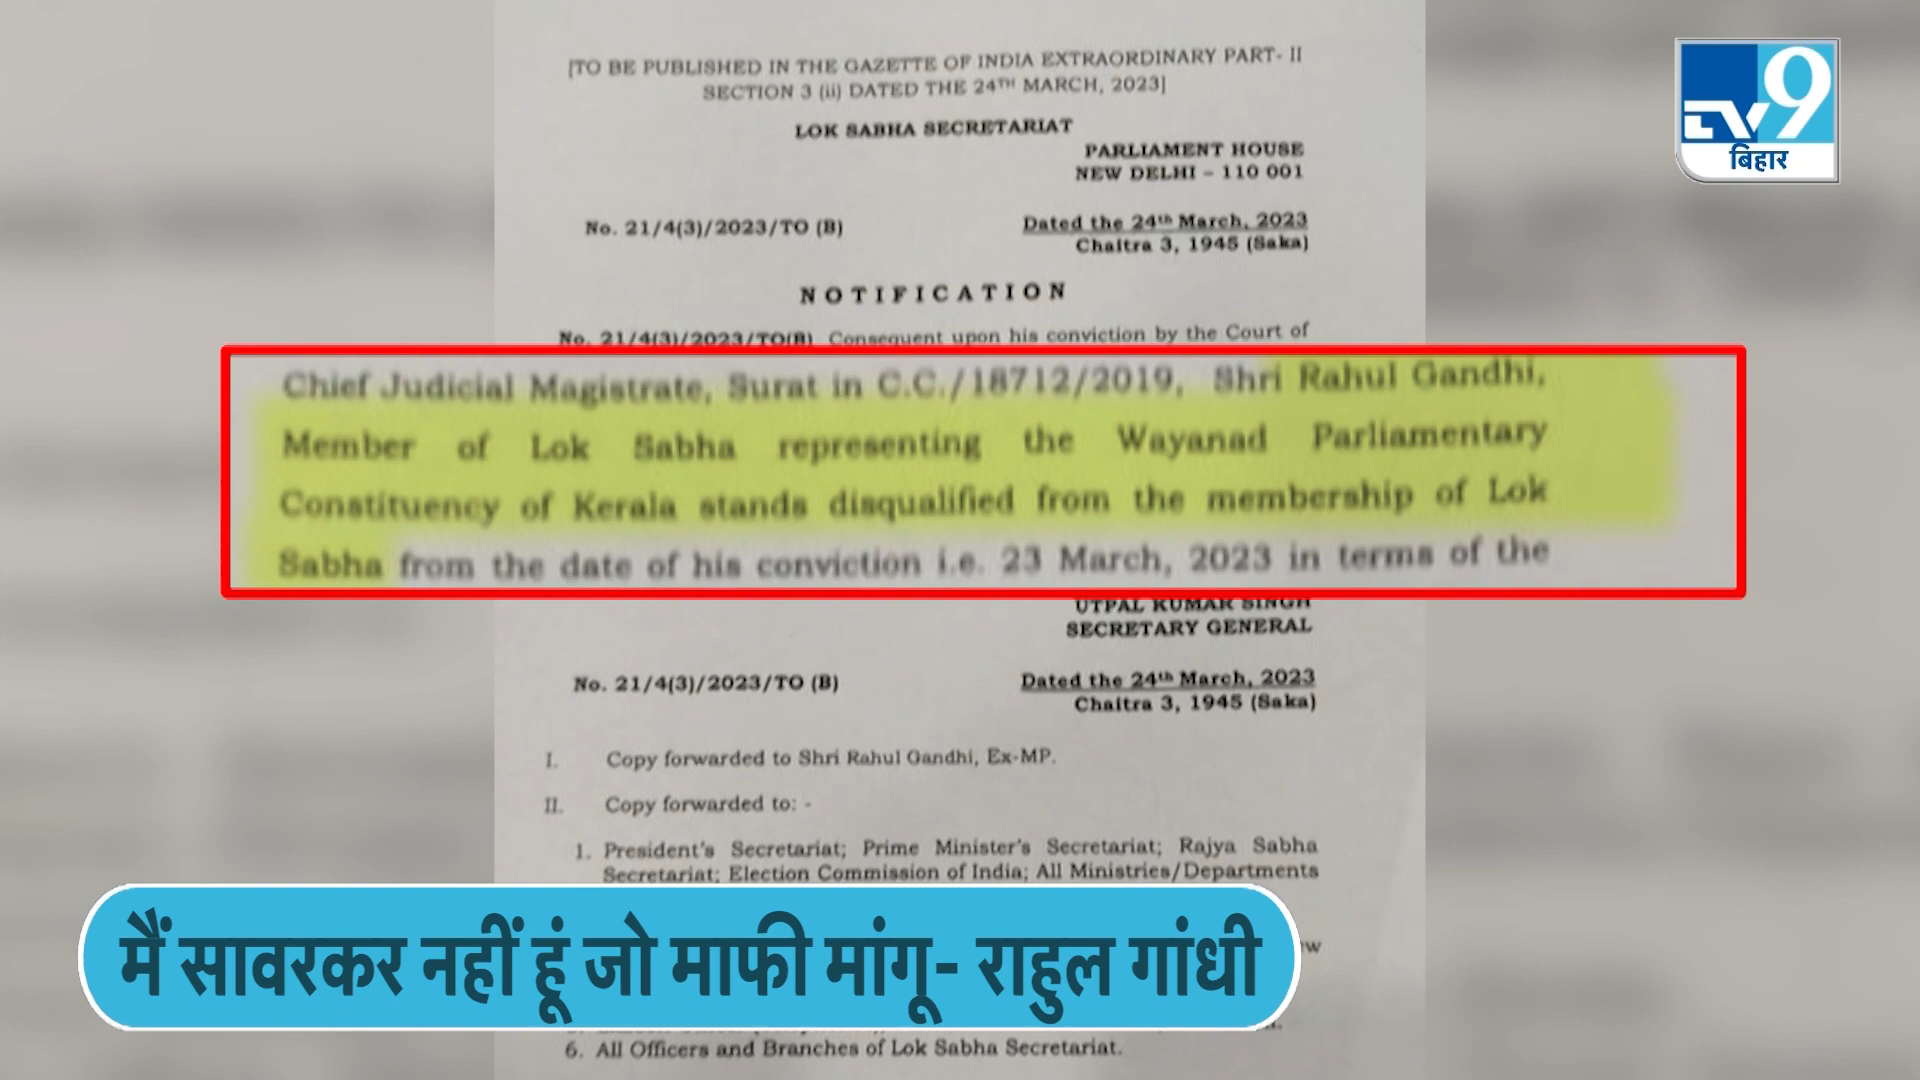 [TO BE PUBLISHED IN THE GAZETTE OF INDIA EXTRAORDINARY PART- II
SECTION 3 (ii) DATED THE 24TH MARCH, 2023]
LOK SABHA SECRETARIAT
PARLIAMENT HOUSE
NEW DELHI – 110 001
No. 21/4(3)/2023/TO (B)
Dated the 24th March, 2023
Chaitra 3, 1945 (Saka)
NOTIFICATION
No. 21/4(3)/2023/TO(B) Consequent upon his conviction by the Court of
Chief Judicial Magistrate, Surat in C.C./18712/2019, Shri Rahul Gandhi,
Member of Lok Sabha representing the Wayanad Parliamentary
Constituency of Kerala stands disqualified from the membership of Lok
Sabha from the date of his conviction i.e. 23 March, 2023 in terms of the
UTPAL KUMAR SINGH
SECRETARY GENERAL
No. 21/4(3)/2023/TO (B)
Dated the 24th March, 2023
Chaitra 3, 1945 (Saka)
I. Copy forwarded to Shri Rahul Gandhi, Ex-MP.
II. Copy forwarded to: -
1. President's Secretariat; Prime Minister's Secretariat; Rajya Sabha
Secretariat; Election Commission of India; All Ministries/Departments
6. All Officers and Branches of Lok Sabha Secretariat.
TV9
बिहार
मैं सावरकर नहीं हूं जो माफी मांगू- राहुल गांधी